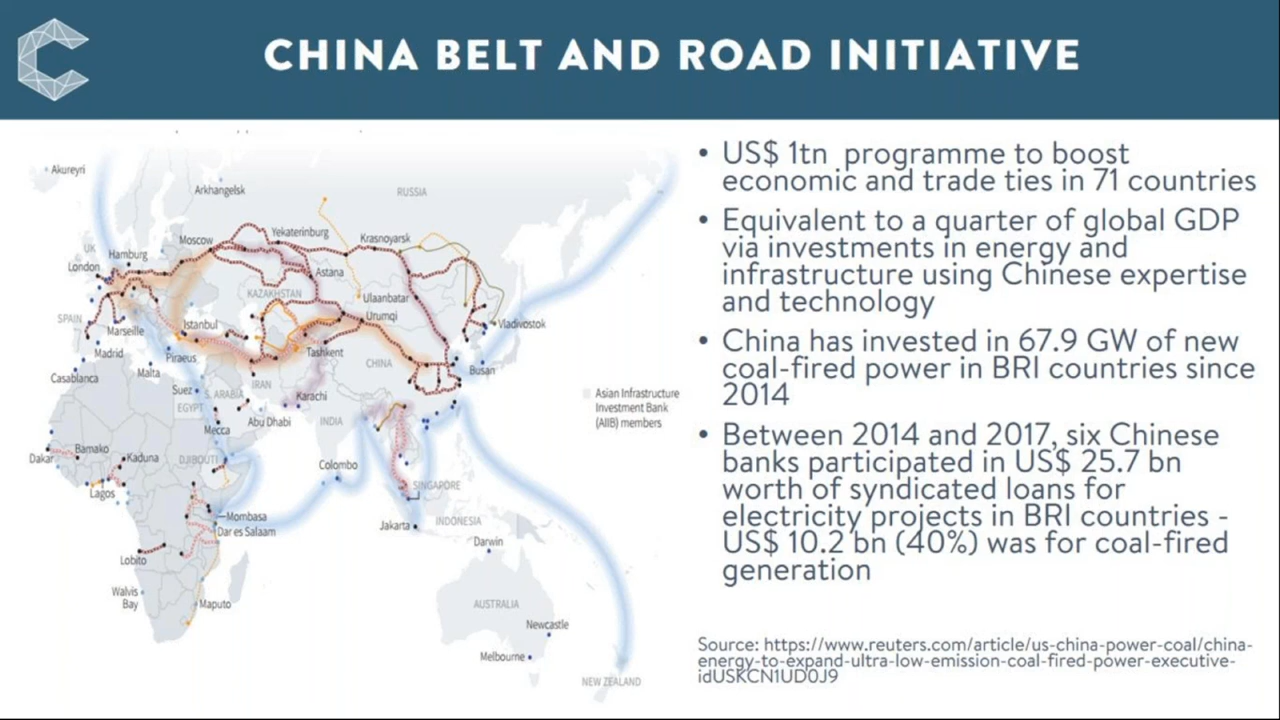 CHINA BELT AND ROAD INITIATIVE
Akureyri
Arkhangelsk
RUSSIA
Yekaterinburg
Krasnoyarsk
Moscow
UK
Hamburg
London
Astana
KAZAKHSTAN
Ulaanbatar
Urumqi
SPAIN
Marseille
Istanbul
Vladivostok
Madrid
Piraeus
Tashkent
CHINA
Busan
Malta
Casablanca
Suez
S. ARABIA
IRAN
Karachi
EGYPT
Abu Dhabi
INDIA
Mecca
Asian Infrastructure
Investment Bank
(AIIB) members
Bamako
Dakar
Kaduna
DJIBOUTI
Colombo
Lagos
SINGAPORE
Mombasa
Dar es Salaam
Jakarta
INDONESIA
Darwin
Lobito
Walvis
Bay
Maputo
AUSTRALIA
Newcastle
Melbourne
NEW ZEALAND
• US$ 1tn programme to boost
economic and trade ties in 71 countries
• Equivalent to a quarter of global GDP
via investments in energy and
infrastructure using Chinese expertise
and technology
• China has invested in 67.9 GW of new
coal-fired power in BRI countries since
2014
• Between 2014 and 2017, six Chinese
banks participated in US$ 25.7 bn
worth of syndicated loans for
electricity projects in BRI countries -
US$ 10.2 bn (40%) was for coal-fired
generation
Source: https://www.reuters.com/article/us-china-power-coal/china-
energy-to-expand-ultra-low-emission-coal-fired-power-executive-
idUSKCN1UD0J9